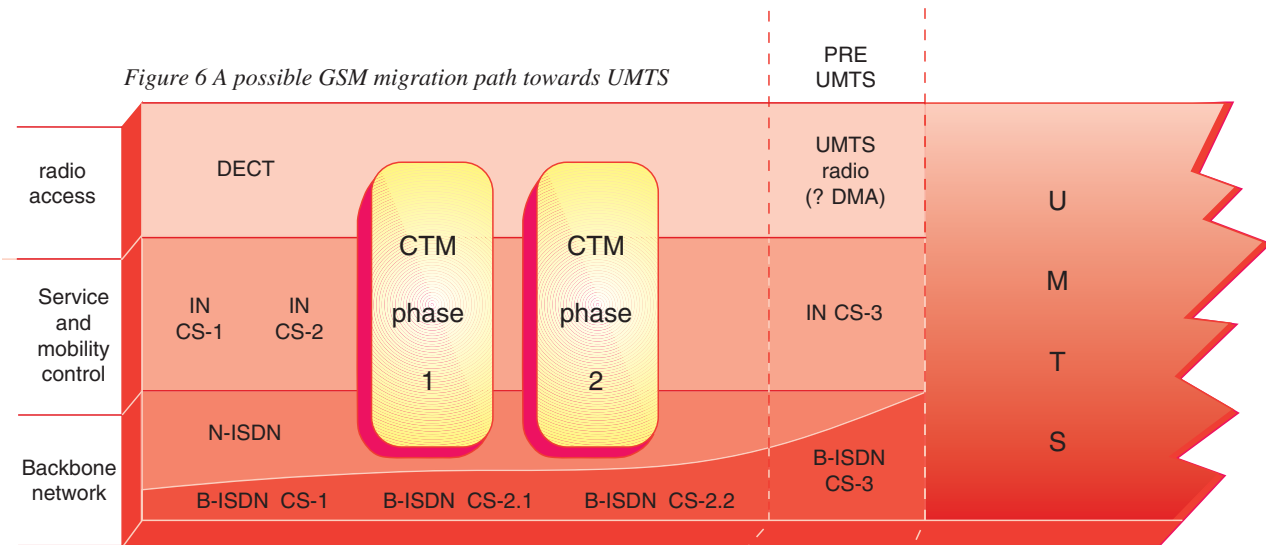 PRE
UMTS
Figure 6 A possible GSM migration path towards UMTS
radio
access
DECT
UMTS
radio
(? DMA)
Service
and
mobility
control
IN
CS-1
IN
CS-2
CTM
phase
1
CTM
phase
2
IN CS-3
U
M
T
S
Backbone
network
N-ISDN
B-ISDN CS-1
B-ISDN CS-2.1
B-ISDN CS-2.2
B-ISDN
CS-3